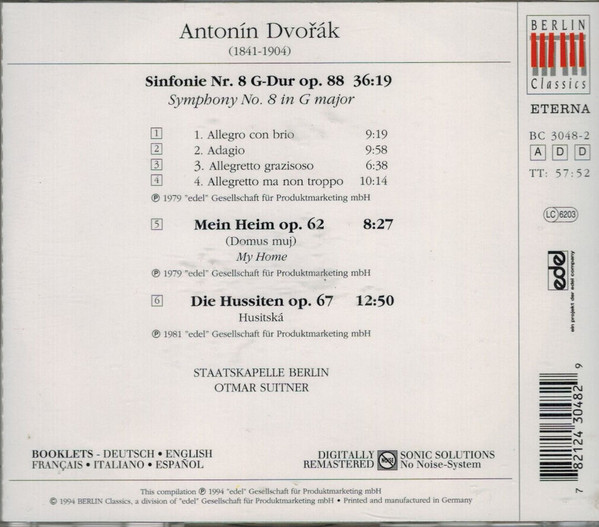 Antonín Dvořák
(1841-1904)
Sinfonie Nr. 8 G-Dur op. 88 36:19
Symphony No. 8 in G major
1 1. Allegro con brio 9:19
2 2. Adagio 9:58
3 3. Allegretto grazisoso 6:38
4 4. Allegretto ma non troppo 10:14
℗ 1979 "edel" Gesellschaft für Produktmarketing mbH
5 Mein Heim op. 62 8:27
(Domus muj)
My Home
℗ 1979 "edel" Gesellschaft für Produktmarketing mbH
6 Die Hussiten op. 67 12:50
Husitská
℗ 1981 "edel" Gesellschaft für Produktmarketing mbH
STAATSKAPELLE BERLIN
OTMAR SUITNER
BOOKLETS - DEUTSCH • ENGLISH
FRANÇAIS • ITALIANO • ESPAÑOL
DIGITALLY
REMASTERED
NOISE
SONIC SOLUTIONS
No Noise-System
This compilation ℗ 1994 "edel" Gesellschaft für Produktmarketing mbH
© 1994 BERLIN Classics, a division of "edel" Gesellschaft für Produktmarketing mbH • Printed and manufactured in Germany
BERLIN
Classics
ETERNA
BC 3048-2
A D D
TT: 57:52
LC 6203
edel
ein projekt der edel company
7 82124 30482 9